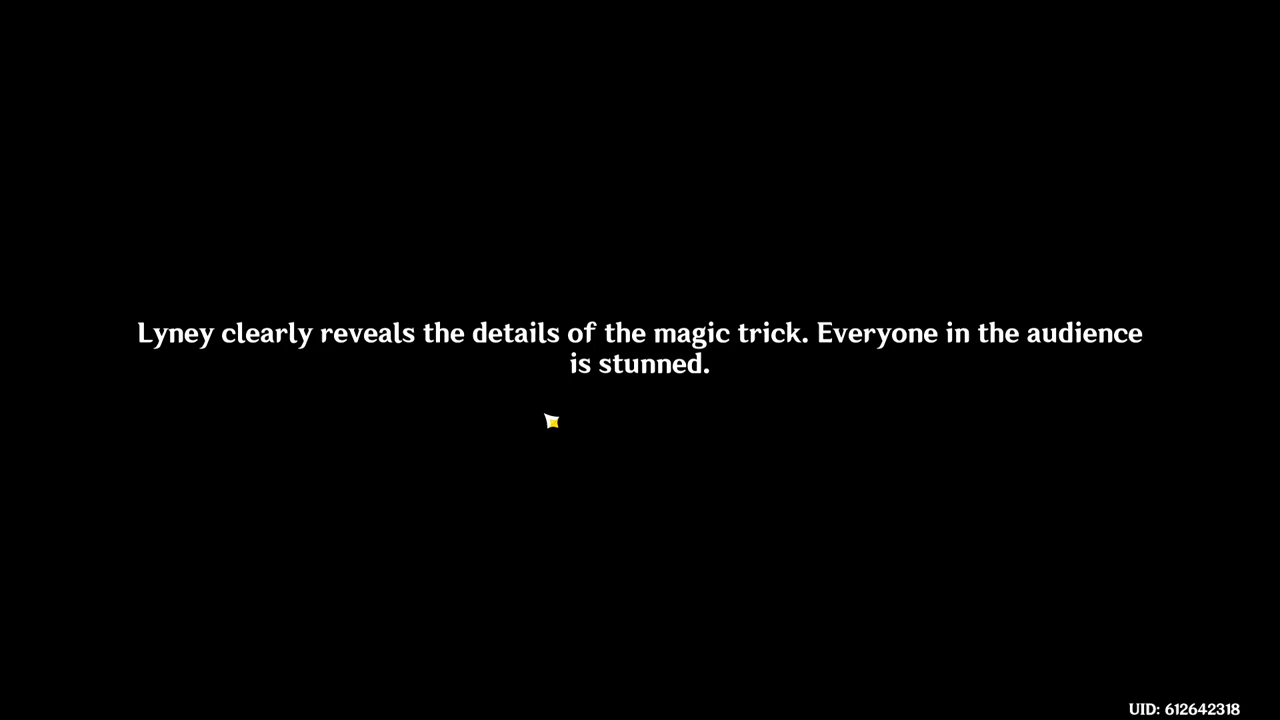 Lyney clearly reveals the details of the magic trick. Everyone in the audience
is stunned.
UID: 612642318